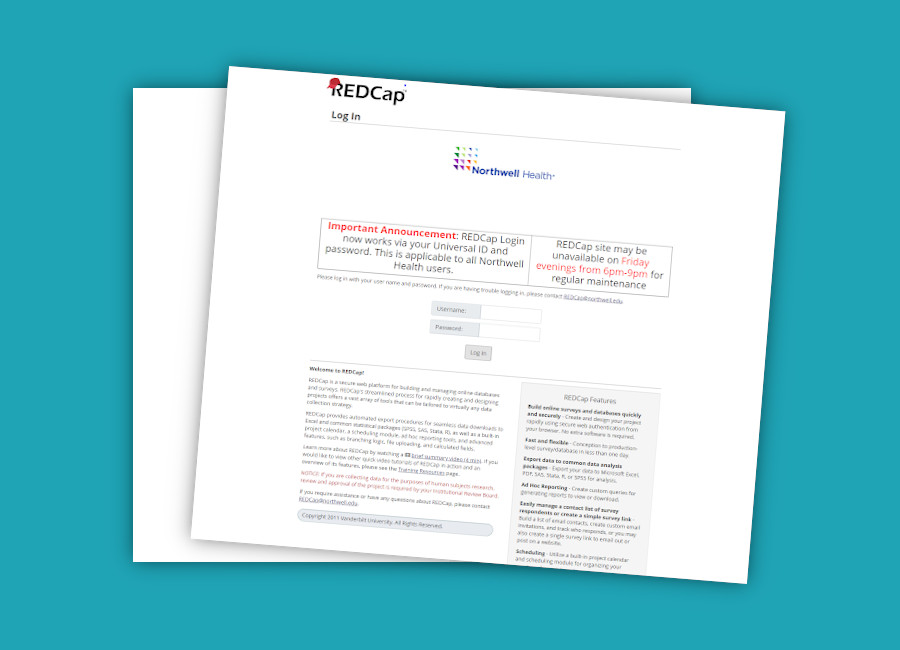 REDCap
Log In
Northwell Health
Important Announcement: REDCap Login
now works via your Universal ID and
password. This is applicable to all Northwell
Health users.
REDCap site may be
unavailable on Friday
evenings from 6pm-9pm for
regular maintenance
Please log in with your user name and password. If you are having trouble logging in, please contact REDCap@northwell.edu.
Username:
Password:
Log In
Welcome to REDCap!
REDCap is a secure web platform for building and managing online databases
and surveys. REDCap's streamlined process for rapidly creating and designing
projects offers a vast array of tools that can be tailored to virtually any data
collection strategy.
REDCap provides automated export procedures for seamless data downloads to
Excel and common statistical packages (SPSS, SAS, Stata, R), as well as a built-in
project calendar, a scheduling module, ad hoc reporting tools, and advanced
features, such as branching logic, file uploading, and calculated fields.
Learn more about REDCap by watching a brief summary video (4 min). If you
would like to view other quick video tutorials of REDCap in action and an
overview of its features, please see the Training Resources page.
NOTICE: If you are collecting data for the purposes of human subjects research,
review and approval of the project is required by your Institutional Review Board.
If you require assistance or have any questions about REDCap, please contact
REDCap@northwell.edu.
Copyright 2011 Vanderbilt University. All Rights Reserved.
REDCap Features
Build online surveys and databases quickly
and securely - Create and design your project
rapidly using secure web authentication from
your browser. No extra software is required.
Fast and flexible - Conception to production-
level survey/database in less than one day.
Export data to common data analysis
packages - Export your data to Microsoft Excel,
PDF, SAS, Stata, R, or SPSS for analysis.
Ad Hoc Reporting - Create custom queries for
generating reports to view or download.
Easily manage a contact list of survey
respondents or create a simple survey link -
Build a list of email contacts, create custom email
invitations, and track who responds, or you may
also create a single survey link to email out or
post on a website.
Scheduling - Utilize a built-in project calendar
and scheduling module for organizing your